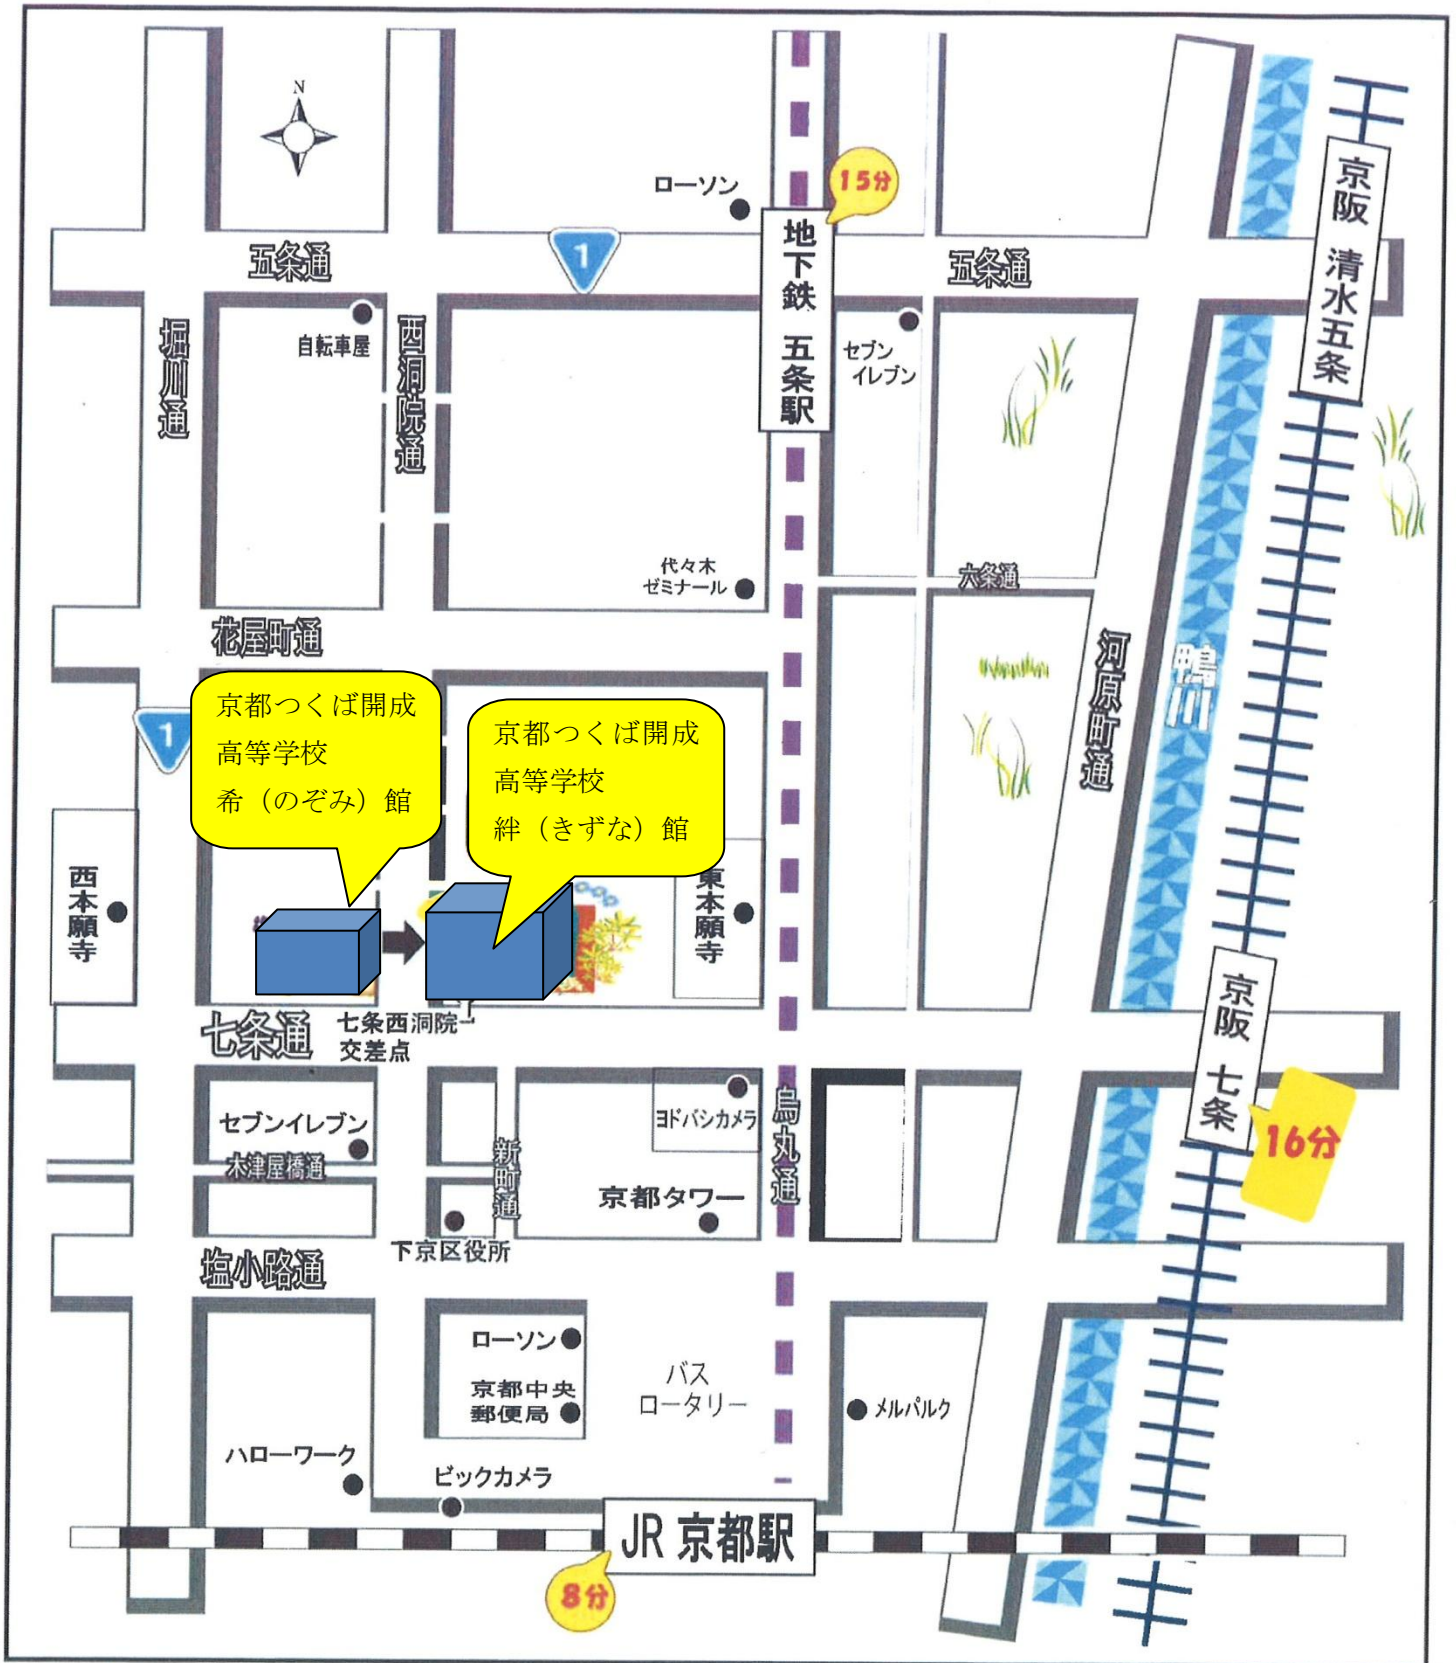 N
ローソン
15分
京阪 清水五条
五条通
1
地下鉄 五条駅
五条通
堀川通
自転車屋
西洞院通
セブン
イレブン
代々木
ゼミナール
六条通
花屋町通
河原町通
鴨川
1
京都つくば開成
高等学校
希（のぞみ）館
京都つくば開成
高等学校
絆（きずな）館
西本願寺
東本願寺
京阪 七条
七条通
七条西洞院
交差点
セブンイレブン
ヨドバシカメラ
烏丸通
16分
木津屋橋通
新町通
京都タワー
下京区役所
塩小路通
ローソン
京都中央
郵便局
バス
ロータリー
メルパルク
ハローワーク
ビックカメラ
JR 京都駅
8分